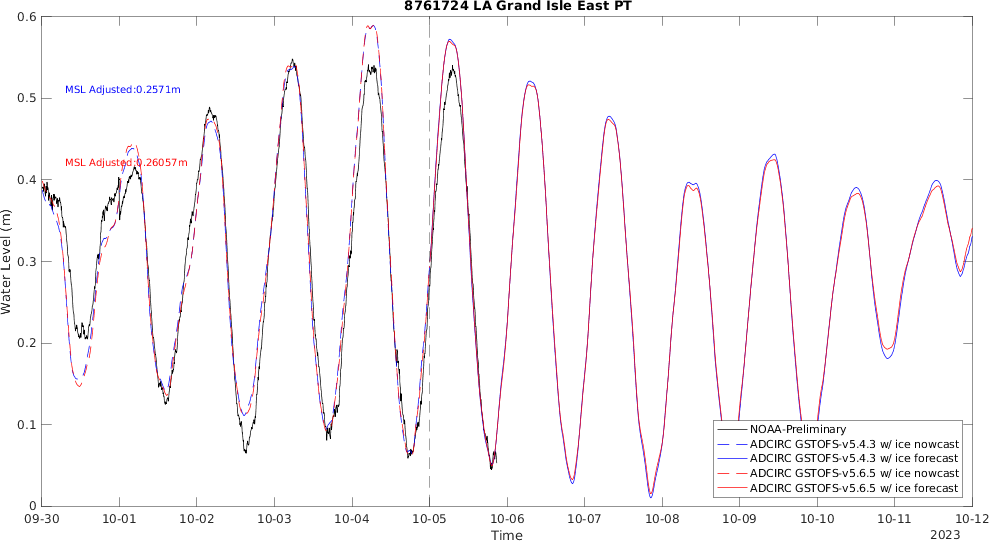 8761724 LA Grand Isle East PT
0.6
0.5
0.4
0.3
0.2
0.1
0
Water Level (m)
MSL Adjusted:0.2571m
MSL Adjusted:0.26057m
NOAA-Preliminary
ADCIRC GSTOFS-v5.4.3 w/ ice nowcast
ADCIRC GSTOFS-v5.4.3 w/ ice forecast
ADCIRC GSTOFS-v5.6.5 w/ ice nowcast
ADCIRC GSTOFS-v5.6.5 w/ ice forecast
09-30 10-01 10-02 10-03 10-04 10-05 10-06 10-07 10-08 10-09 10-10 10-11 10-12
Time
2023